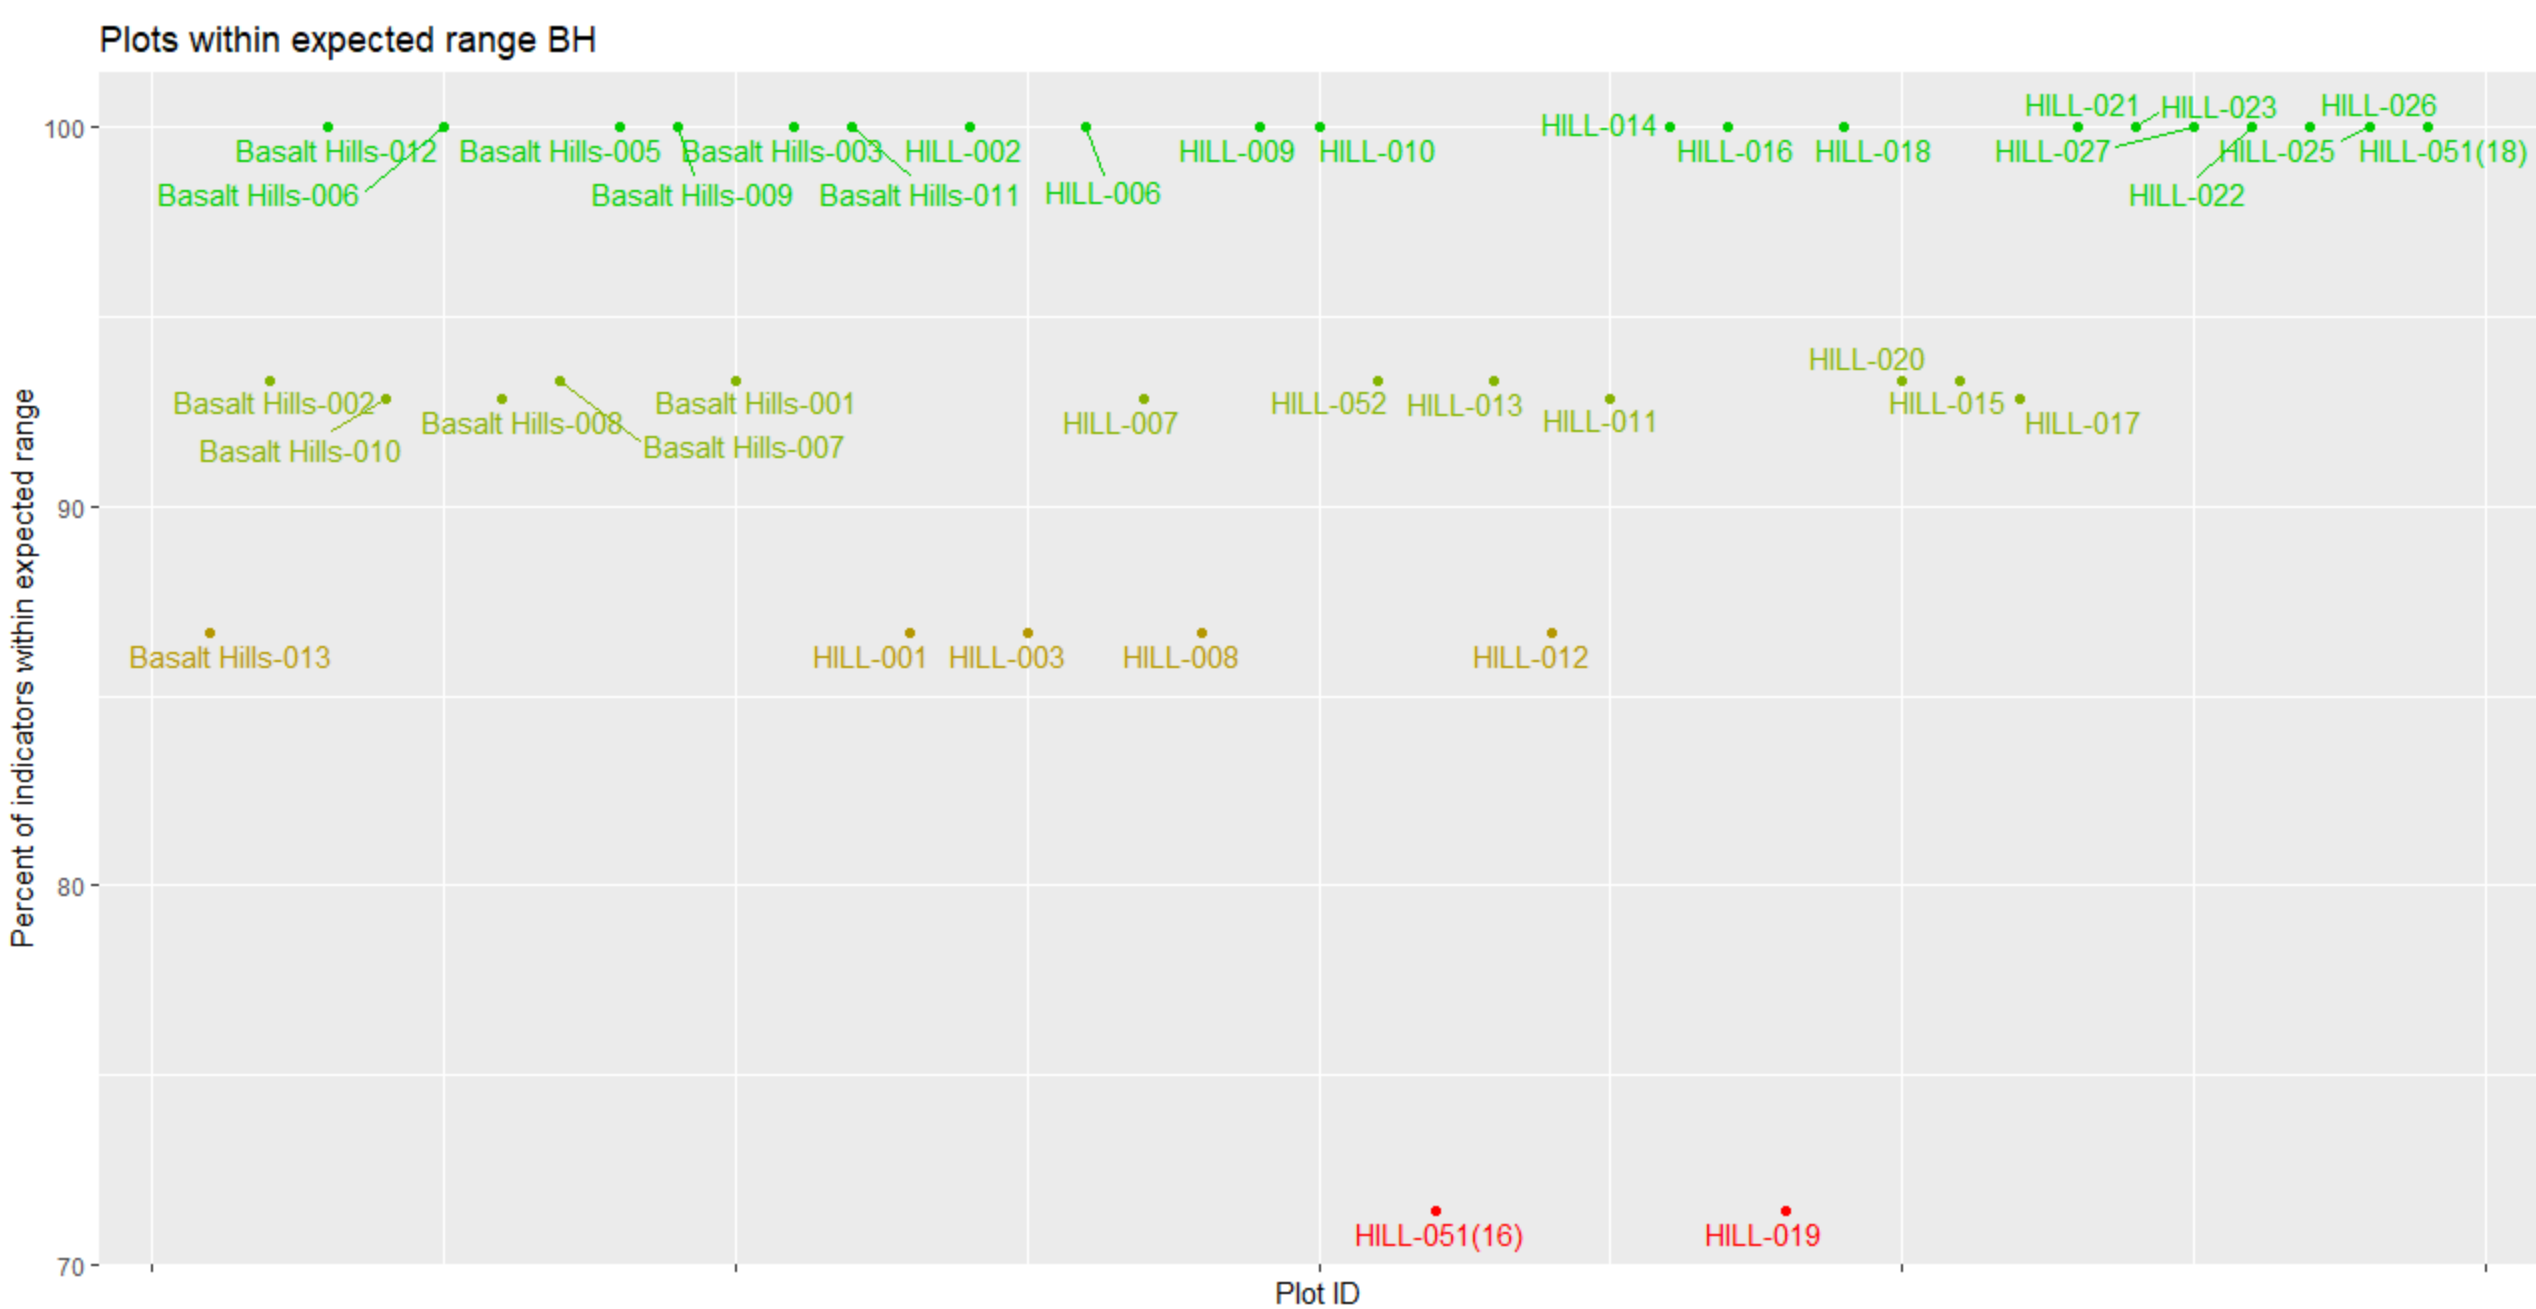 Plots within expected range BH
Percent of indicators within expected range
100
90
80
70
HILL-021
HILL-023
HILL-026
HILL-014
Basalt Hills-012
Basalt Hills-005
Basalt Hills-003
HILL-002
HILL-009
HILL-010
HILL-016
HILL-018
HILL-027
HILL-025
HILL-051(18)
Basalt Hills-006
Basalt Hills-009
Basalt Hills-011
HILL-006
HILL-022
HILL-020
Basalt Hills-002
Basalt Hills-001
HILL-052
HILL-013
HILL-015
Basalt Hills-008
HILL-007
HILL-011
HILL-017
Basalt Hills-010
Basalt Hills-007
Basalt Hills-013
HILL-001
HILL-003
HILL-008
HILL-012
HILL-051(16)
HILL-019
Plot ID